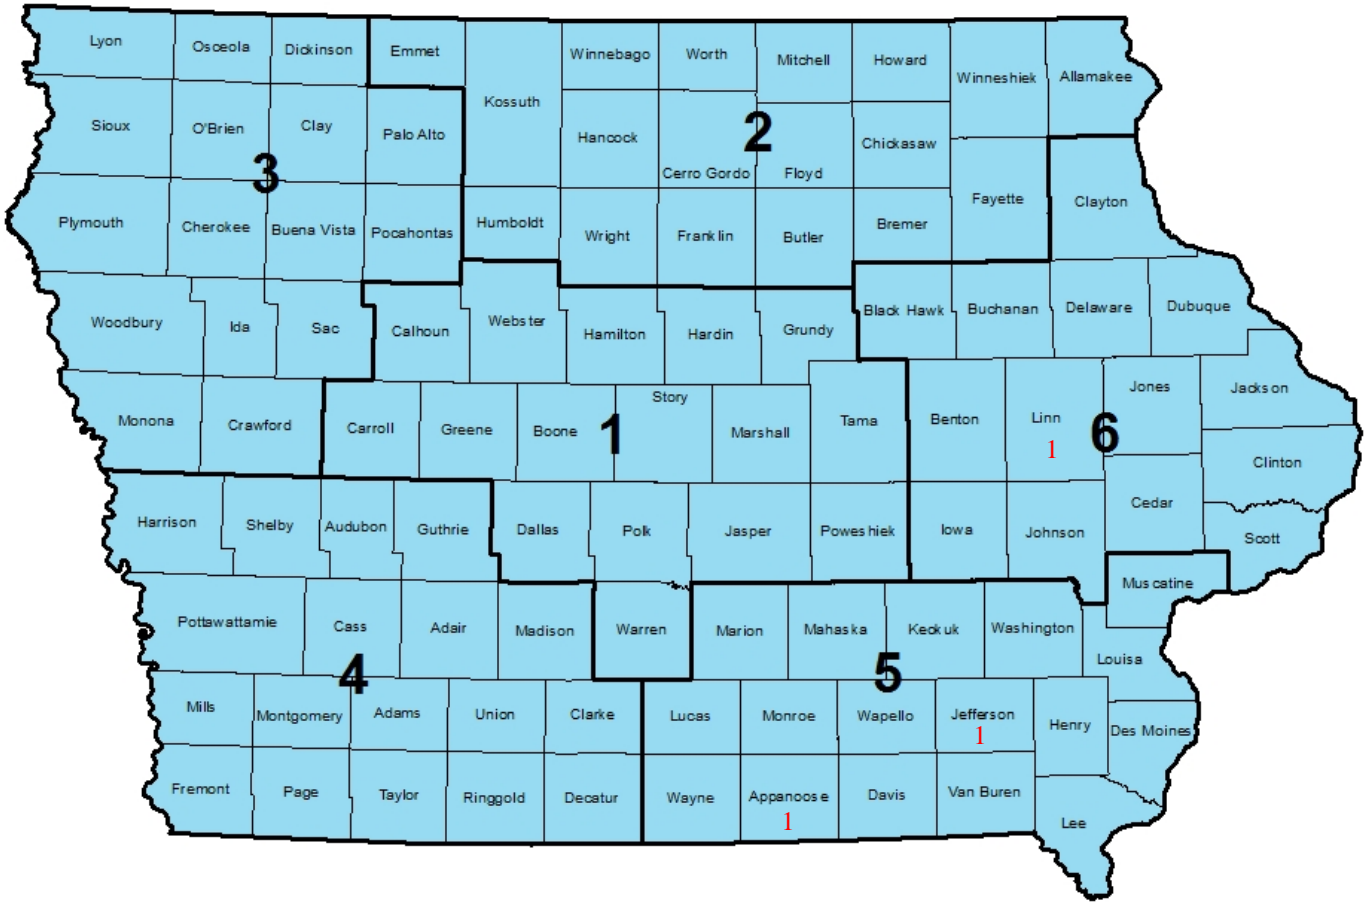 Lyon Osceola Dickinson Emmet Winnebago Worth Mitchell Howard Winneshiek Allamakee
Kossuth
Sioux O'Brien Clay Palo Alto Hancock 2 Chickasaw
3 Cerro Gordo Floyd
Fayette Clayton
Plymouth Cherokee Buena Vista Pocahontas Humboldt Wright Franklin Butler Bremer
Woodbury Ida Sac Calhoun Webster Hamilton Hardin Grundy Black Hawk Buchanan Delaware Dubuque
Monona Crawford Carroll Greene Boone Story 1 Marshall Tama Benton Linn 6 Jones Jackson
1
Clinton
Harrison Shelby Audubon Guthrie Dallas Polk Jasper Poweshiek Iowa Johnson Cedar Scott
Muscatine
Pottawattamie Cass Adair Madison Warren Marion Mahaska Keokuk Washington
Louisa
4 5
Mills Montgomery Adams Union Clarke Lucas Monroe Wapello Jefferson Henry Des Moines
1
Fremont Page Taylor Ringgold Decatur Wayne Appanoose Davis Van Buren
1 Lee